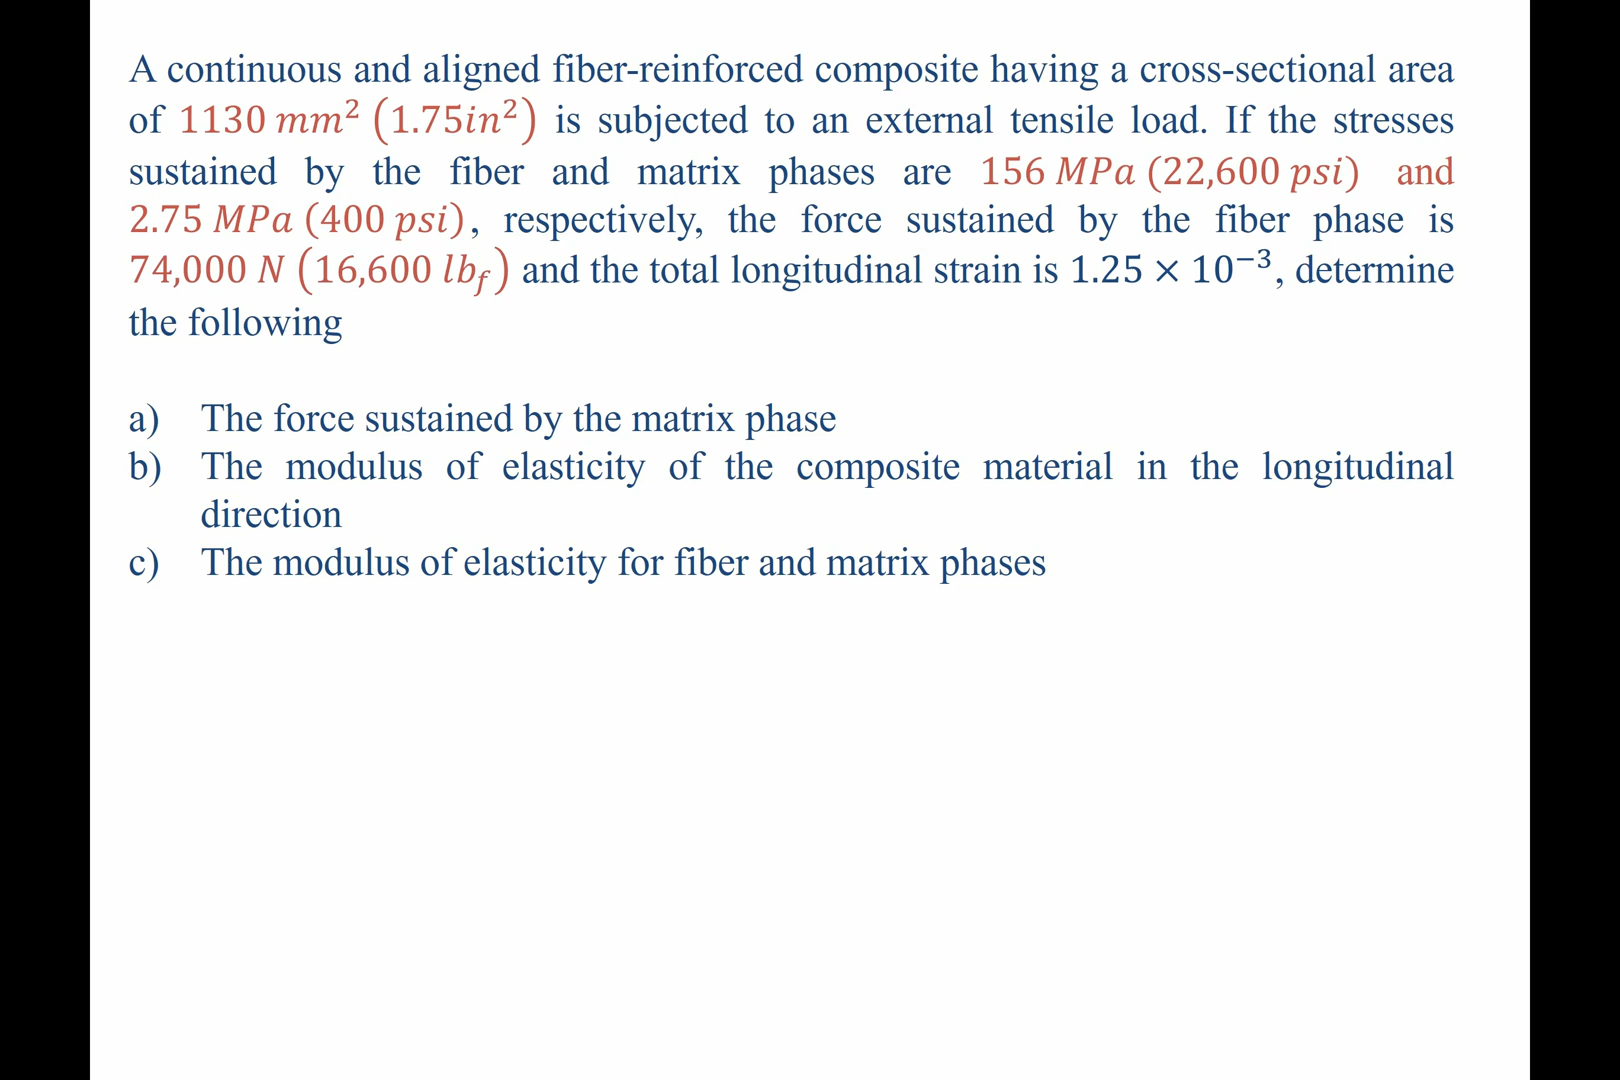 A continuous and aligned fiber-reinforced composite having a cross-sectional area
of 1130 mm² (1.75in²) is subjected to an external tensile load. If the stresses
sustained by the fiber and matrix phases are 156 MPa (22,600 psi) and
2.75 MPa (400 psi), respectively, the force sustained by the fiber phase is
74,000 N (16,600 lb_f) and the total longitudinal strain is 1.25 × 10⁻³, determine
the following
a) The force sustained by the matrix phase
b) The modulus of elasticity of the composite material in the longitudinal
direction
c) The modulus of elasticity for fiber and matrix phases